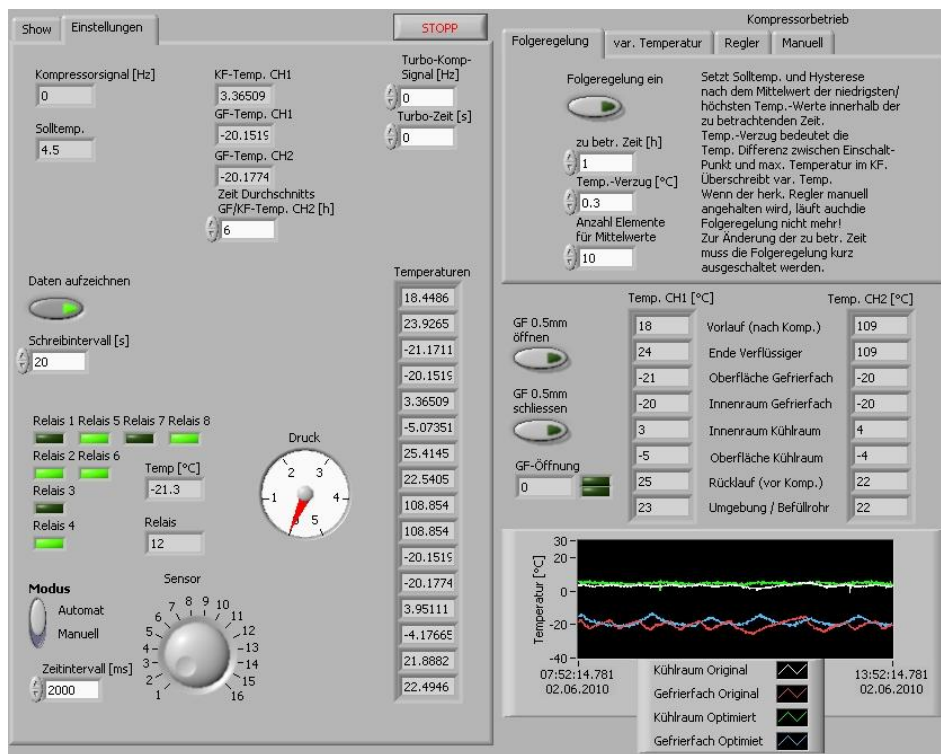 Show
Einstellungen
STOPP
Kompressorsignal [Hz]
0
Solltemp.
4.5
KF-Temp. CH1
3.36509
GF-Temp. CH1
-20.1519
GF-Temp. CH2
-20.1774
Zeit Durchschnitts
GF/KF-Temp. CH2 [h]
6
Turbo-Komp-
Signal [Hz]
0
Turbo-Zeit [s]
0
Daten aufzeichnen
Schreibintervall [s]
20
Relais 1 Relais 5 Relais 7 Relais 8
Relais 2 Relais 6
Relais 3
Relais 4
Temp [°C]
-21.3
Relais
12
Druck
1 2 3 4 5
Modus
Automat
Manuell
Zeitintervall [ms]
2000
Sensor
1 2 3 4 5 6 7 8 9 10 11 12 13 14 15 16
Temperaturen
18.4486
23.9265
-21.1711
-20.1519
3.36509
-5.07351
25.4145
22.5405
108.854
108.854
-20.1519
-20.1774
3.95111
-4.17665
21.8882
22.4946
Kompressorbetrieb
Folgeregelung
var. Temperatur
Regler
Manuell
Folgeregelung ein
zu betr. Zeit [h]
1
Temp.-Verzug [°C]
0.3
Anzahl Elemente
für Mittelwerte
10
Setzt Solltemp. und Hysterese
nach dem Mittelwert der niedrigsten/
höchsten Temp.-Werte innerhalb der
zu betrachtenden Zeit.
Temp.-Verzug bedeutet die
Temp. Differenz zwischen Einschalt-
Punkt und max. Temperatur im KF.
Überschreibt var. Temp.
Wenn der herk. Regler manuell
angehalten wird, läuft auchdie
Folgeregelung nicht mehr!
Zur Änderung der zu betr. Zeit
muss die Folgeregelung kurz
ausgeschaltet werden.
GF 0.5mm
öffnen
GF 0.5mm
schliessen
GF-Öffnung
0
Temp. CH1 [°C]
Temp. CH2 [°C]
18 Vorlauf (nach Komp.) 109
24 Ende Verflüssiger 109
-21 Oberfläche Gefrierfach -20
-20 Innenraum Gefrierfach -20
3 Innenraum Kühlraum 4
-5 Oberfläche Kühlraum -4
25 Rücklauf (vor Komp.) 22
23 Umgebung / Befüllrohr 22
Temperatur [°C]
30
20
0
-20
-40
07:52:14.781
02.06.2010
13:52:14.781
02.06.2010
Kühlraum Original
Gefrierfach Original
Kühlraum Optimiert
Gefrierfach Optimiet